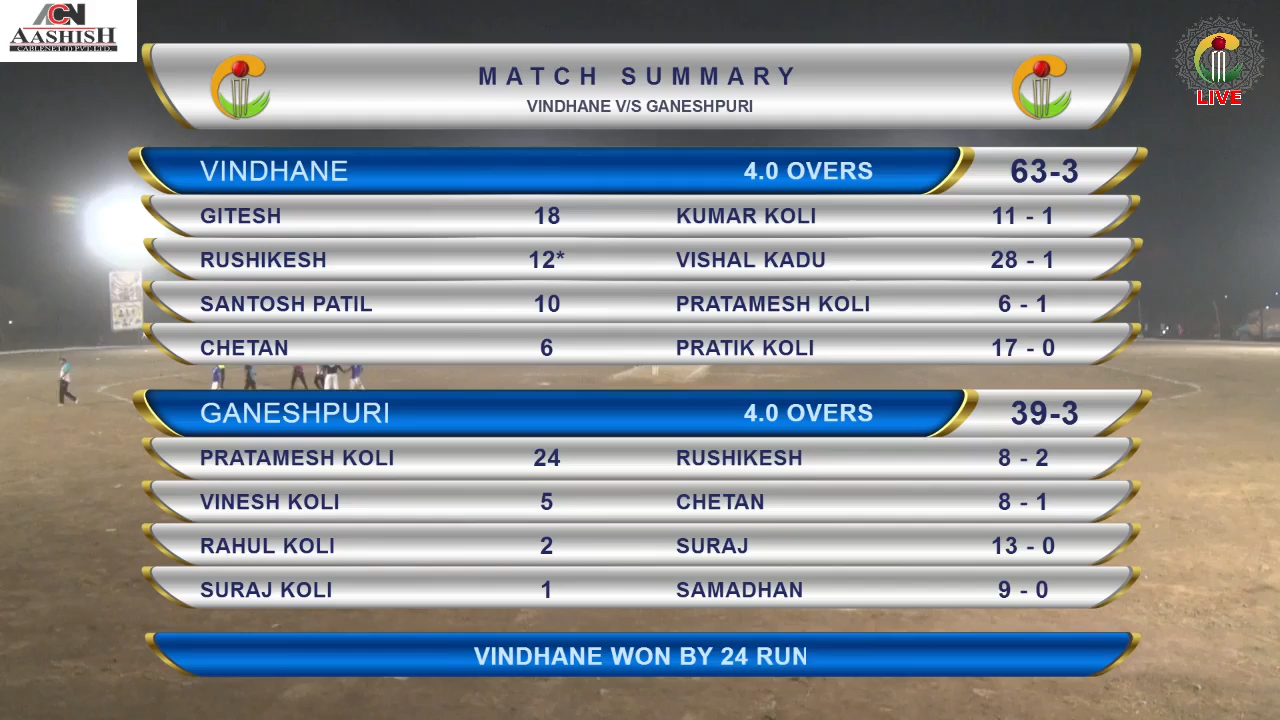 ACN
AASHISH
CABLENET (I) PVT. LTD.
LIVE
MATCH SUMMARY
VINDHANE V/S GANESHPURI
VINDHANE 4.0 OVERS 63-3
GITESH 18 KUMAR KOLI 11 - 1
RUSHIKESH 12* VISHAL KADU 28 - 1
SANTOSH PATIL 10 PRATAMESH KOLI 6 - 1
CHETAN 6 PRATIK KOLI 17 - 0
GANESHPURI 4.0 OVERS 39-3
PRATAMESH KOLI 24 RUSHIKESH 8 - 2
VINESH KOLI 5 CHETAN 8 - 1
RAHUL KOLI 2 SURAJ 13 - 0
SURAJ KOLI 1 SAMADHAN 9 - 0
VINDHANE WON BY 24 RUN